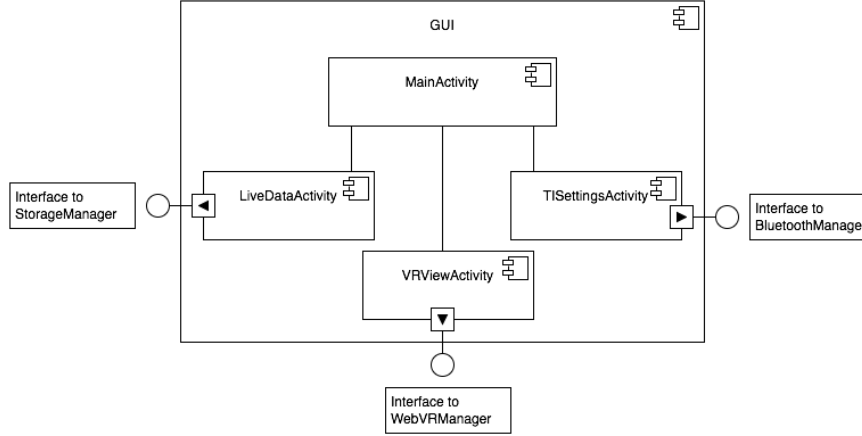 GUI
MainActivity
LiveDataActivity
TISettingsActivity
Interface to
StorageManager
Interface to
BluetoothManage
VRViewActivity
Interface to
WebVRManager